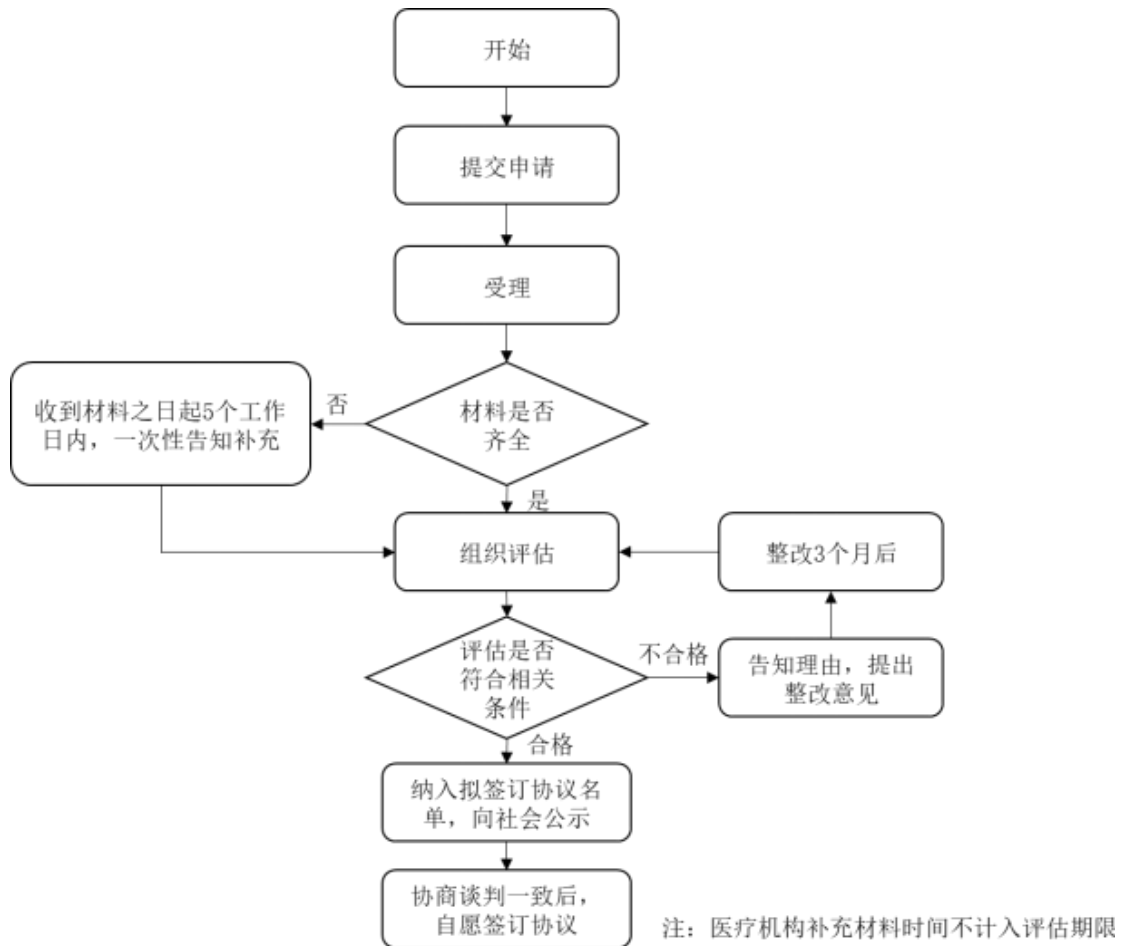 开始
提交申请
受理
材料是否
齐全
否
收到材料之日起5个工作
日内，一次性告知补充
是
组织评估
整改3个月后
评估是否
符合相关
条件
不合格
告知理由，提出
整改意见
合格
纳入拟签订协议名
单，向社会公示
协商谈判一致后，
自愿签订协议
注：医疗机构补充材料时间不计入评估期限